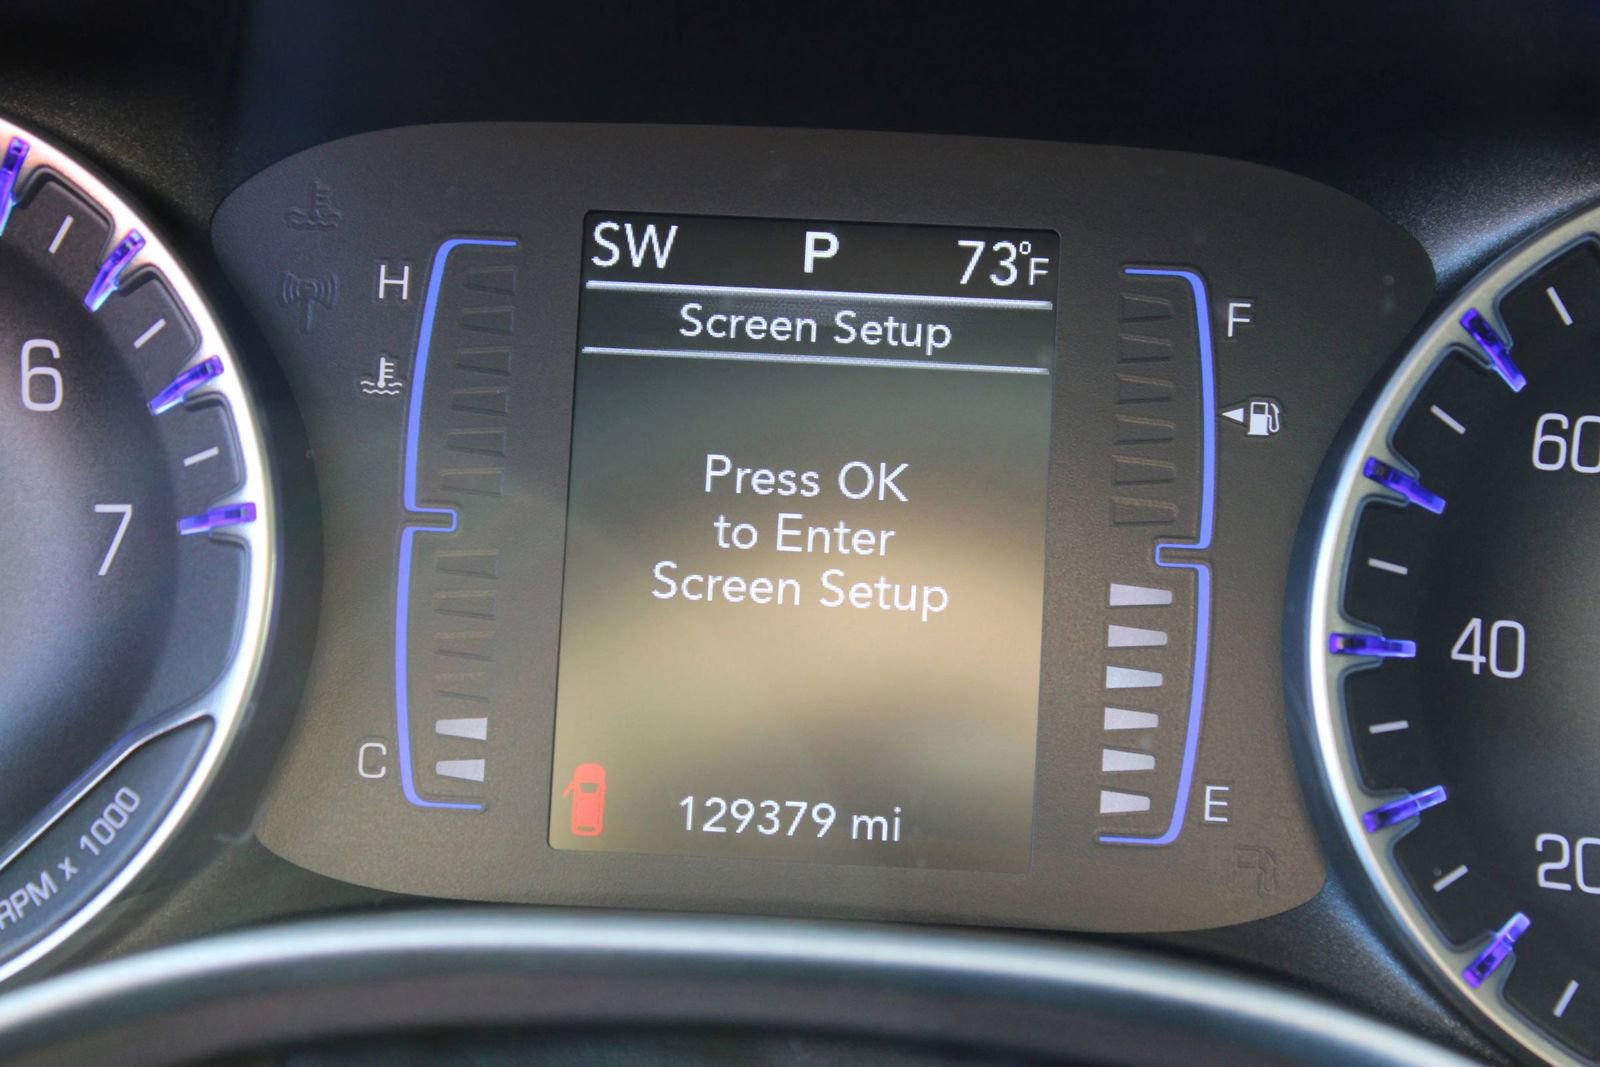 SW P 73°F
Screen Setup
Press OK
to Enter
Screen Setup
129379 mi
H
C
F
E
6
7
RPM x 1000
60
40
20